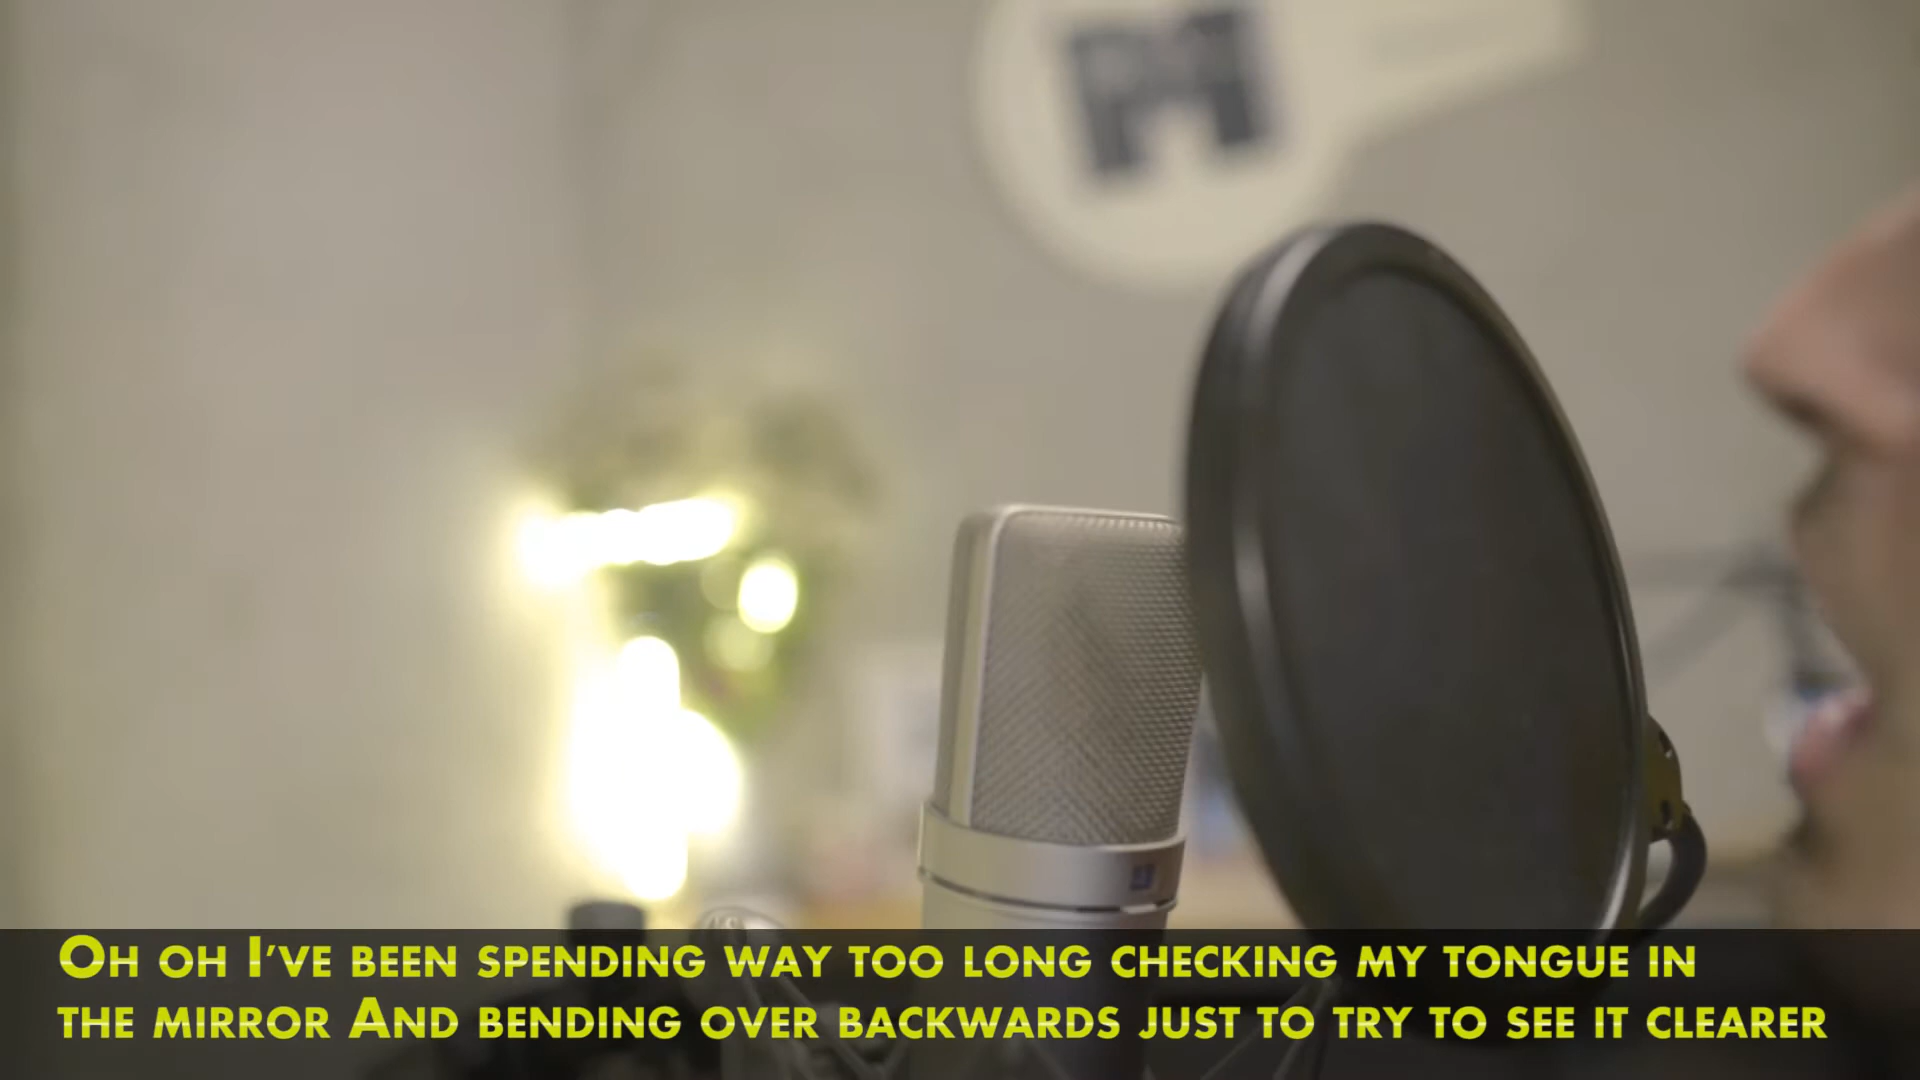 Oh oh I've been spending way too long checking my tongue in
the mirror And bending over backwards just to try to see it clearer